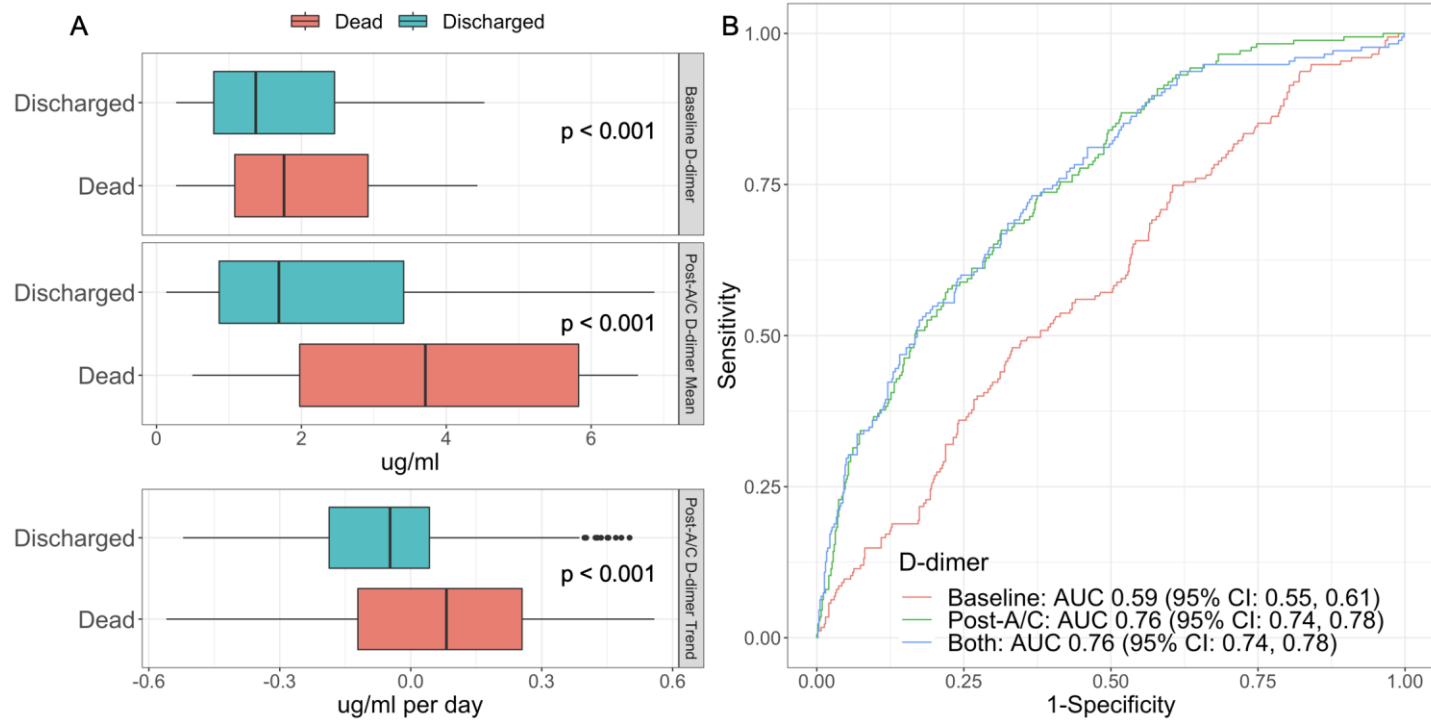 A
Dead Discharged
Discharged
Dead
p < 0.001
Baseline D-dimer
Discharged
Dead
p < 0.001
Post-A/C D-dimer Mean
0 2 4 6
ug/ml
Discharged
Dead
p < 0.001
Post-A/C D-dimer Trend
-0.6 -0.3 0.0 0.3 0.6
ug/ml per day
B
1.00
0.75
0.50
0.25
0.00
Sensitivity
D-dimer
Baseline: AUC 0.59 (95% CI: 0.55, 0.61)
Post-A/C: AUC 0.76 (95% CI: 0.74, 0.78)
Both: AUC 0.76 (95% CI: 0.74, 0.78)
0.00 0.25 0.50 0.75 1.00
1-Specificity